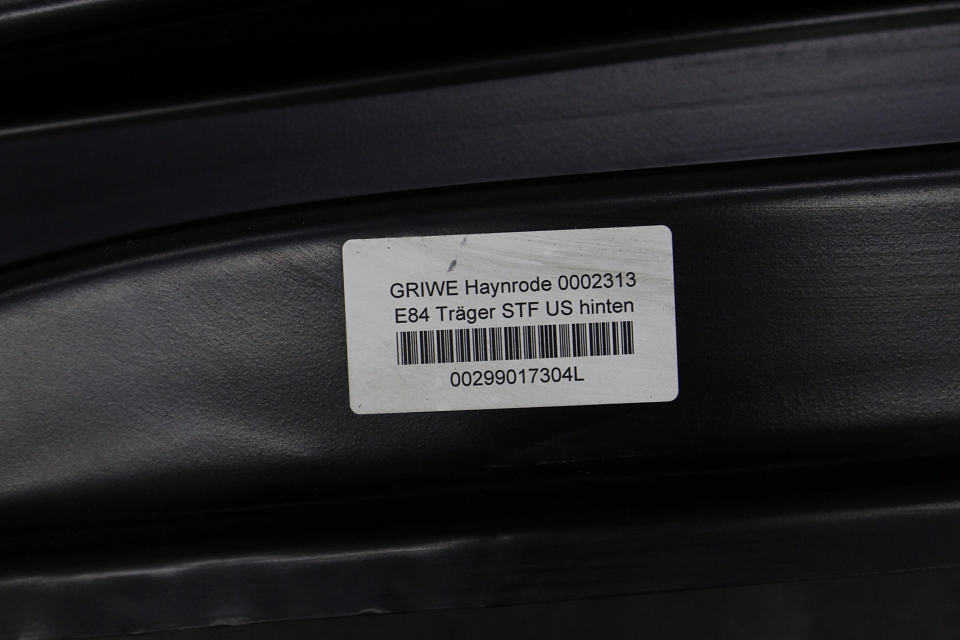 GRIWE Haynrode 0002313
E84 Träger STF US hinten
00299017304L